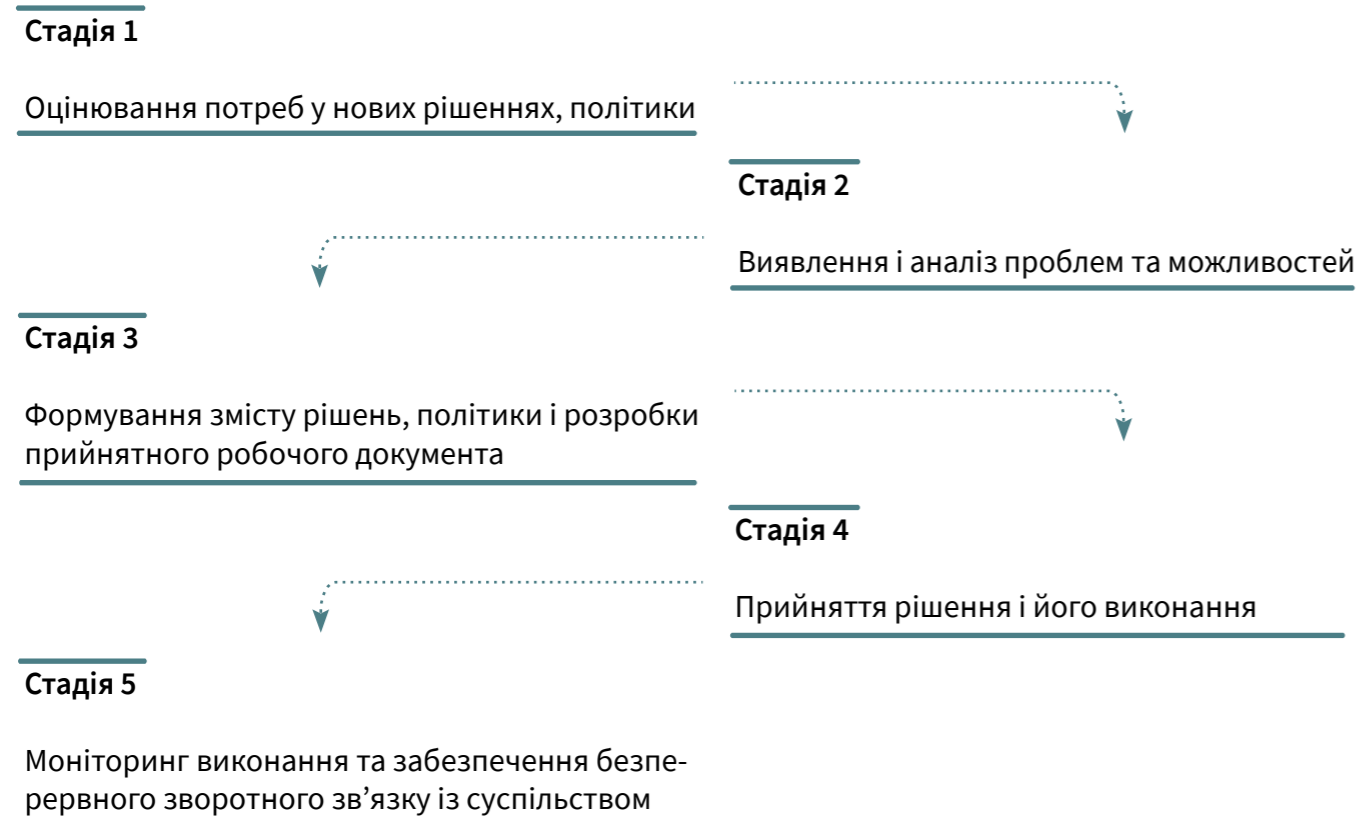 Стадія 1
Оцінювання потреб у нових рішеннях, політики
Стадія 2
Виявлення і аналіз проблем та можливостей
Стадія 3
Формування змісту рішень, політики і розробки
прийнятного робочого документа
Стадія 4
Прийняття рішення і його виконання
Стадія 5
Моніторинг виконання та забезпечення безпе-
рервного зворотного зв’язку із суспільством